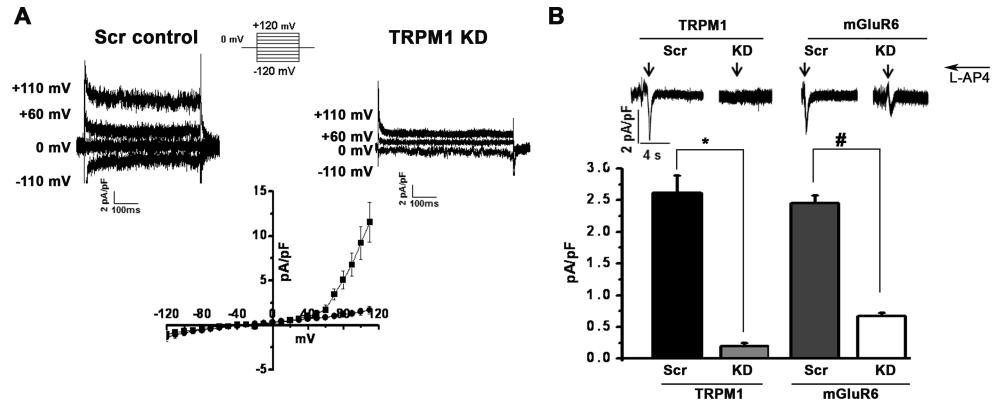 A
Scr control
+120 mV
0 mV
-120 mV
TRPM1 KD
+110 mV
+60 mV
0 mV
-110 mV
2 pA/pF
100ms
+110 mV
+60 mV
0 mV
-110 mV
2 pA/pF
100ms
15
10
5
0
-5
pA/pF
-120 -80 -40 0 40 80 120
mV
B
TRPM1
mGluR6
Scr KD Scr KD
L-AP4
2 pA/pF
4 s
* #
3.0
2.5
2.0
1.5
1.0
0.5
0.0
pA/pF
Scr KD Scr KD
TRPM1 mGluR6